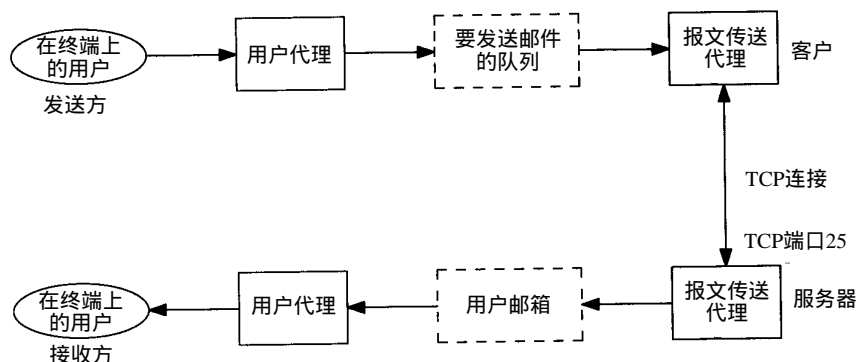 在终端上
的用户
发送方
用户代理
要发送邮件
的队列
报文传送
代理
客户
TCP连接
TCP端口25
在终端上
的用户
接收方
用户代理
用户邮箱
报文传送
代理
服务器